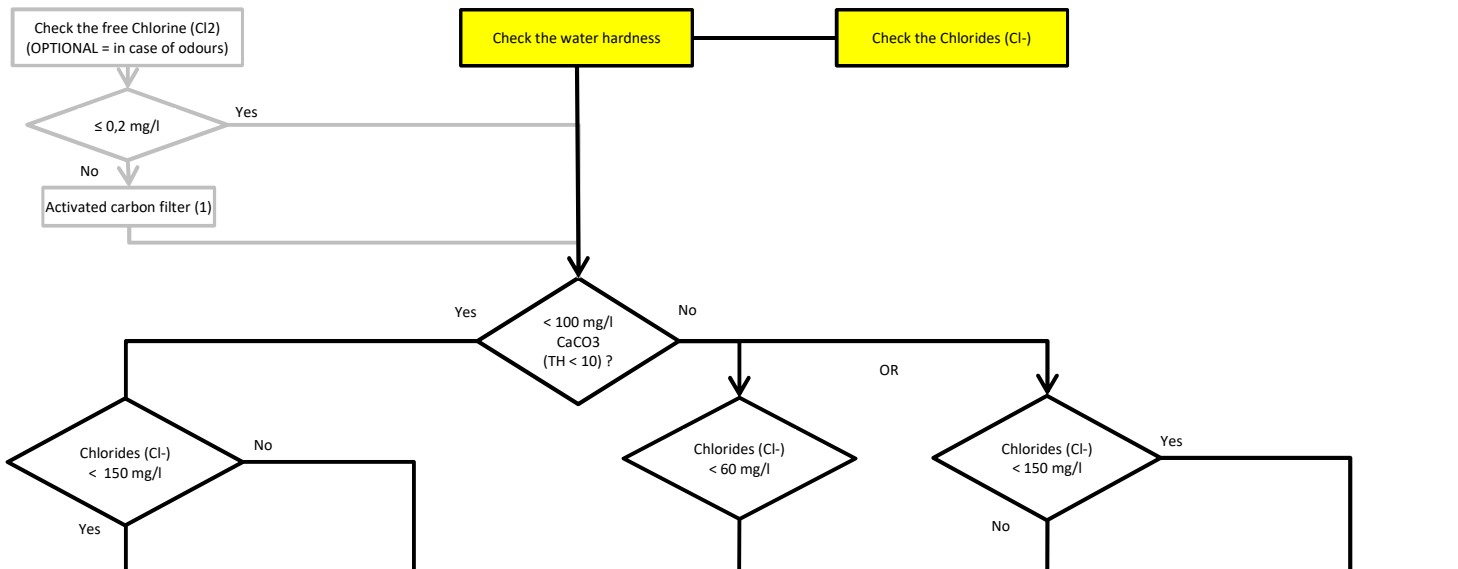 Check the free Chlorine (Cl2)
(OPTIONAL = in case of odours)
Check the water hardness
Check the Chlorides (Cl-)
≤ 0,2 mg/l
Yes
No
Activated carbon filter (1)
Yes
No
< 100 mg/l
CaCO3
(TH < 10) ?
OR
Chlorides (Cl-)
< 150 mg/l
No
Yes
Chlorides (Cl-)
< 60 mg/l
Chlorides (Cl-)
< 150 mg/l
Yes
No